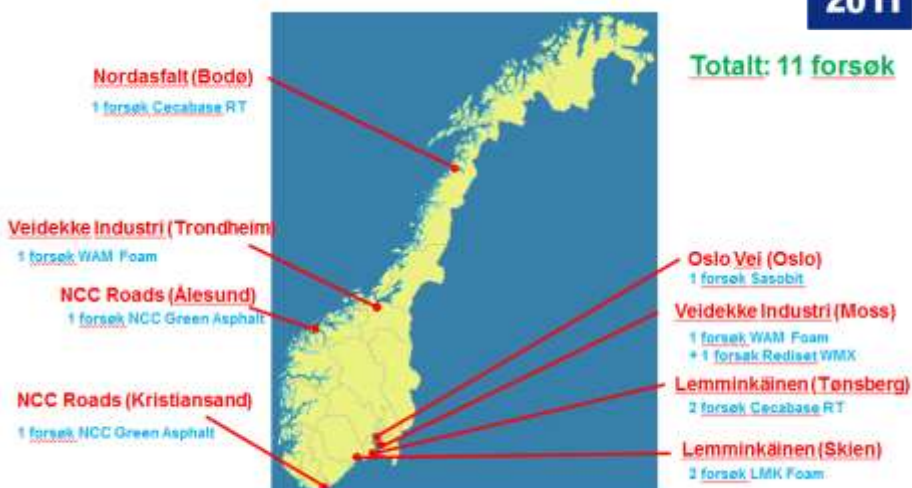 2011
Totalt: 11 forsøk
Nordasfalt (Bodø)
1 forsøk Cecabase RT
Veidekke Industri (Trondheim)
1 forsøk WAM Foam
NCC Roads (Ålesund)
1 forsøk NCC Green Asphalt
NCC Roads (Kristiansand)
1 forsøk NCC Green Asphalt
Oslo Vei (Oslo)
1 forsøk Sasobit
Veidekke Industri (Moss)
1 forsøk WAM Foam
+ 1 forsøk Rediset WMX
Lemminkäinen (Tønsberg)
2 forsøk Cecabase RT
Lemminkäinen (Skien)
2 forsøk LMK Foam